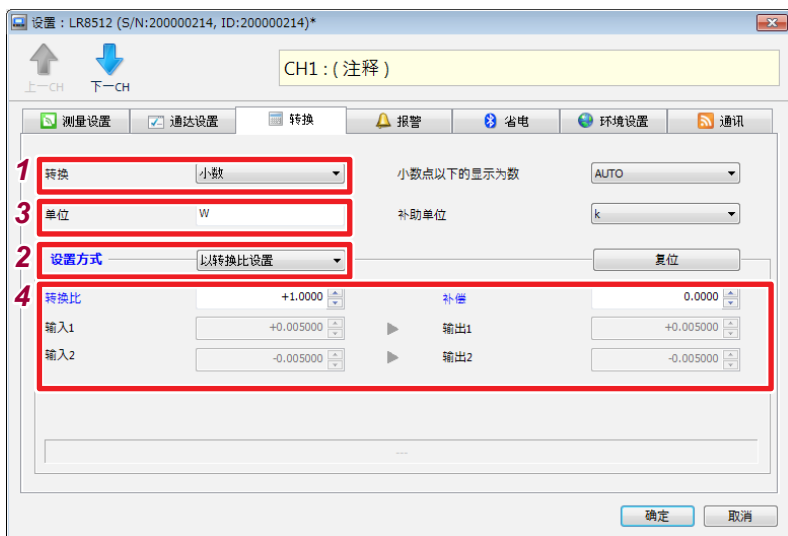 设置 : LR8512 (S/N:200000214, ID:200000214)*
上一CH 下一CH
CH1 : ( 注释 )
测量设置 通达设置 转换 报警 省电 环境设置 通讯
1 转换 小数 小数点以下的显示为数 AUTO
3 单位 W 补助单位 k
2 设置方式 以转换比设置 复位
4 转换比 +1.0000 补偿 0.0000
输入1 +0.005000 输出1 +0.005000
输入2 -0.005000 输出2 -0.005000
---
确定 取消